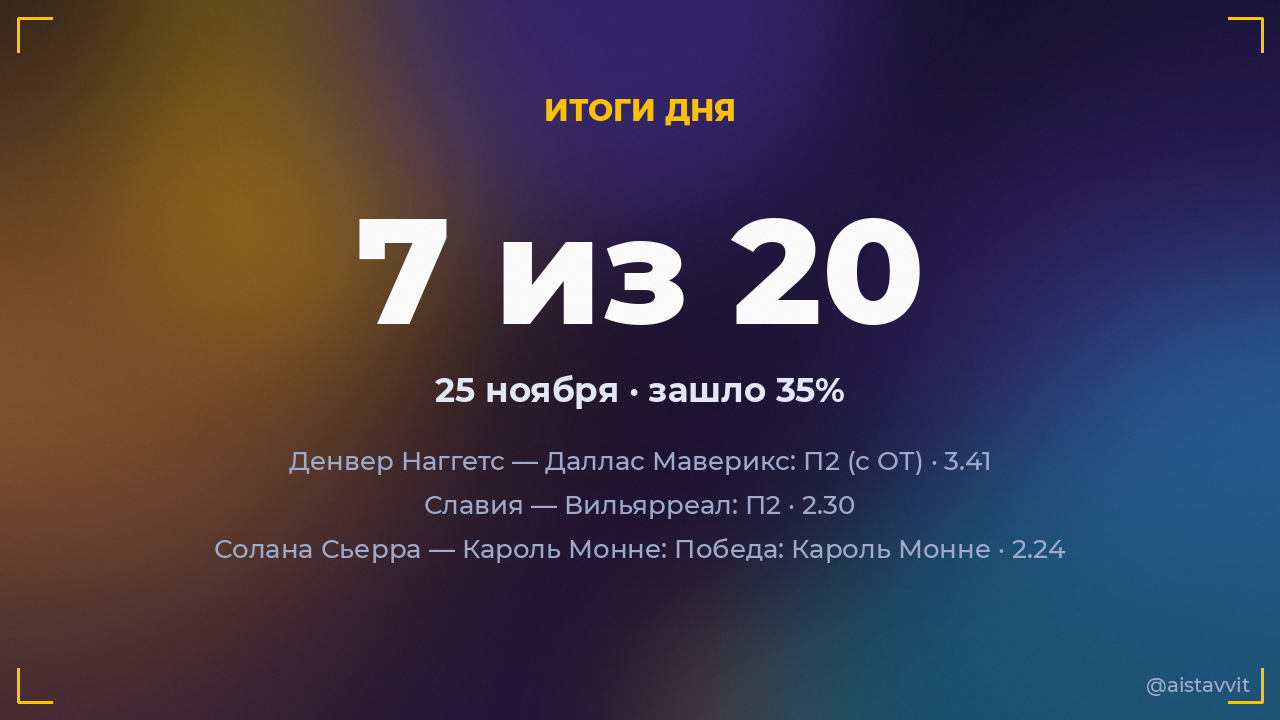 ИТОГИ ДНЯ
7 из 20
25 ноября · зашло 35%
Денвер Наггетс — Даллас Маверикс: П2 (с ОТ) · 3.41
Славия — Вильярреал: П2 · 2.30
Солана Сьерра — Кароль Монне: Победа: Кароль Монне · 2.24
@aistavvit